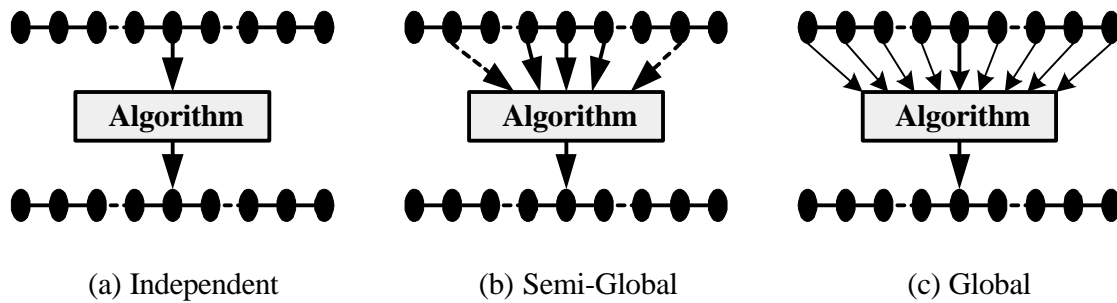 Algorithm
Algorithm
Algorithm
(a) Independent
(b) Semi-Global
(c) Global